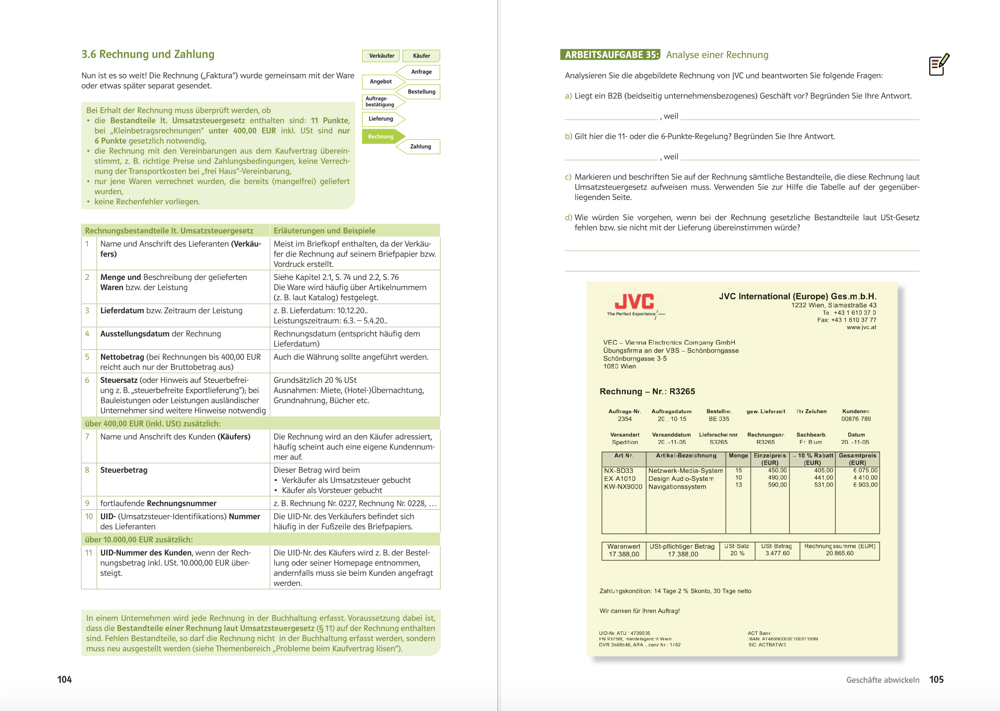 3.6 Rechnung und Zahlung
Nun ist es so weit! Die Rechnung („Faktura“) wurde gemeinsam mit der Ware
oder etwas später separat gesendet.
Verkäufer
Käufer
Anfrage
Angebot
Bestellung
Auftrags-
bestätigung
Lieferung
Rechnung
Zahlung
Bei Erhalt der Rechnung muss überprüft werden, ob
• die Bestandteile lt. Umsatzsteuergesetz enthalten sind: 11 Punkte,
bei „Kleinbetragsrechnungen“ unter 400,00 EUR inkl. USt sind nur
6 Punkte gesetzlich notwendig,
• die Rechnung mit den Vereinbarungen aus dem Kaufvertrag überein-
stimmt, z. B. richtige Preise und Zahlungsbedingungen, keine Verrech-
nung der Transportkosten bei „frei Haus“-Vereinbarung,
• nur jene Waren verrechnet wurden, die bereits (mangelfrei) geliefert
wurden,
• keine Rechenfehler vorliegen.
Rechnungsbestandteile lt. Umsatzsteuergesetz
Erläuterungen und Beispiele
1 Name und Anschrift des Lieferanten (Verkäu-
fers)
Meist im Briefkopf enthalten, da der Verkäu-
fer die Rechnung auf seinem Briefpapier bzw.
Vordruck erstellt.
2 Menge und Beschreibung der gelieferten
Waren bzw. der Leistung
Siehe Kapitel 2.1, S. 74 und 2.2, S. 76
Die Ware wird häufig über Artikelnummern
(z. B. laut Katalog) festgelegt.
3 Lieferdatum bzw. Zeitraum der Leistung
z. B. Lieferdatum: 10.12.20..
Leistungszeitraum: 6.3. – 5.4.20..
4 Ausstellungsdatum der Rechnung
Rechnungsdatum (entspricht häufig dem
Lieferdatum)
5 Nettobetrag (bei Rechnungen bis 400,00 EUR
reicht auch nur der Bruttobetrag aus)
Auch die Währung sollte angeführt werden.
6 Steuersatz (oder Hinweis auf Steuerbefrei-
ung z. B. „steuerbefreite Exportlieferung“); bei
Bauleistungen oder Leistungen ausländischer
Unternehmer sind weitere Hinweise notwendig
Grundsätzlich 20 % USt
Ausnahmen: Miete, (Hotel-)Übernachtung,
Grundnahrung, Bücher etc.
über 400,00 EUR (inkl. USt) zusätzlich:
7 Name und Anschrift des Kunden (Käufers)
Die Rechnung wird an den Käufer adressiert,
häufig scheint auch eine eigene Kundennum-
mer auf.
8 Steuerbetrag
Dieser Betrag wird beim
• Verkäufer als Umsatzsteuer gebucht
• Käufer als Vorsteuer gebucht
9 fortlaufende Rechnungsnummer
z. B. Rechnung Nr. 0227, Rechnung Nr. 0228, …
10 UID- (Umsatzsteuer-Identifikations) Nummer
des Lieferanten
Die UID-Nr. des Verkäufers befindet sich
häufig in der Fußzeile des Briefpapiers.
über 10.000,00 EUR zusätzlich:
11 UID-Nummer des Kunden, wenn der Rech-
nungsbetrag inkl. USt. 10.000,00 EUR über-
steigt.
Die UID-Nr. des Käufers wird z. B. der Bestel-
lung oder seiner Homepage entnommen,
andernfalls muss sie beim Kunden angefragt
werden.
In einem Unternehmen wird jede Rechnung in der Buchhaltung erfasst. Voraussetzung dabei ist,
dass die Bestandteile einer Rechnung laut Umsatzsteuergesetz (§ 11) auf der Rechnung enthalten
sind. Fehlen Bestandteile, so darf die Rechnung nicht in der Buchhaltung erfasst werden, sondern
muss neu ausgestellt werden (siehe Themenbereich „Probleme beim Kaufvertrag lösen“).
104
ARBEITSAUFGABE 35: Analyse einer Rechnung
Analysieren Sie die abgebildete Rechnung von JVC und beantworten Sie folgende Fragen:
a) Liegt ein B2B (beidseitig unternehmensbezogenes) Geschäft vor? Begründen Sie Ihre Antwort.
, weil
b) Gilt hier die 11- oder die 6-Punkte-Regelung? Begründen Sie Ihre Antwort.
, weil
c) Markieren und beschriften Sie auf der Rechnung sämtliche Bestandteile, die diese Rechnung laut
Umsatzsteuergesetz aufweisen muss. Verwenden Sie zur Hilfe die Tabelle auf der gegenüber-
liegenden Seite.
d) Wie würden Sie vorgehen, wenn bei der Rechnung gesetzliche Bestandteile laut USt-Gesetz
fehlen bzw. sie nicht mit der Lieferung übereinstimmen würde?
JVC
The Perfect Experience
JVC International (Europe) Ges.m.b.H.
1232 Wien, Slamastraße 43
Tel. +43 1 610 37 0
Fax: +43 1 610 37 77
www.jvc.at
VEC – Vienna Electronics Company GmbH
Übungsfirma an der VBS – Schönborngasse
Schönborngasse 3-5
1080 Wien
Rechnung – Nr.: R3265
Auftrags-Nr. Auftragsdatum Bestellnr. gew. Lieferzeit Ihr Zeichen Kundennr.
2354 20..-10-15 BE 035 00876-789
Versandart Versanddatum Lieferscheinnr. Rechnungsnr. Sachbearb. Datum
Spedition 20..-11-05 S3265 R3265 Fr. Blum 20..-11-05
Art.Nr. Artikel-Bezeichnung Menge Einzelpreis – 10 % Rabatt Gesamtpreis
(EUR) (EUR) (EUR)
NX-BD33 Netzwerk-Media-System 15 450,00 405,00 6.075,00
EX-A1010 Design Audio-System 10 490,00 441,00 4.410,00
KW-NX9000 Navigationssystem 13 590,00 531,00 6.903,00
Warenwert USt-pflichtiger Betrag USt-Satz USt-Betrag Rechnungssumme (EUR)
17.388,00 17.388,00 20 % 3.477,60 20.865,60
Zahlungskondition: 14 Tage 2 % Skonto, 30 Tage netto
Wir danken für Ihren Auftrag!
UID-Nr. ATU 14739005
FN 93758t, Handelsgericht Wien
DVR 0568546, ARA Lizenz Nr.: 1762
ACT Bank
IBAN: AT469900000100011699
BIC: ACTBATW0
Geschäfte abwickeln 105